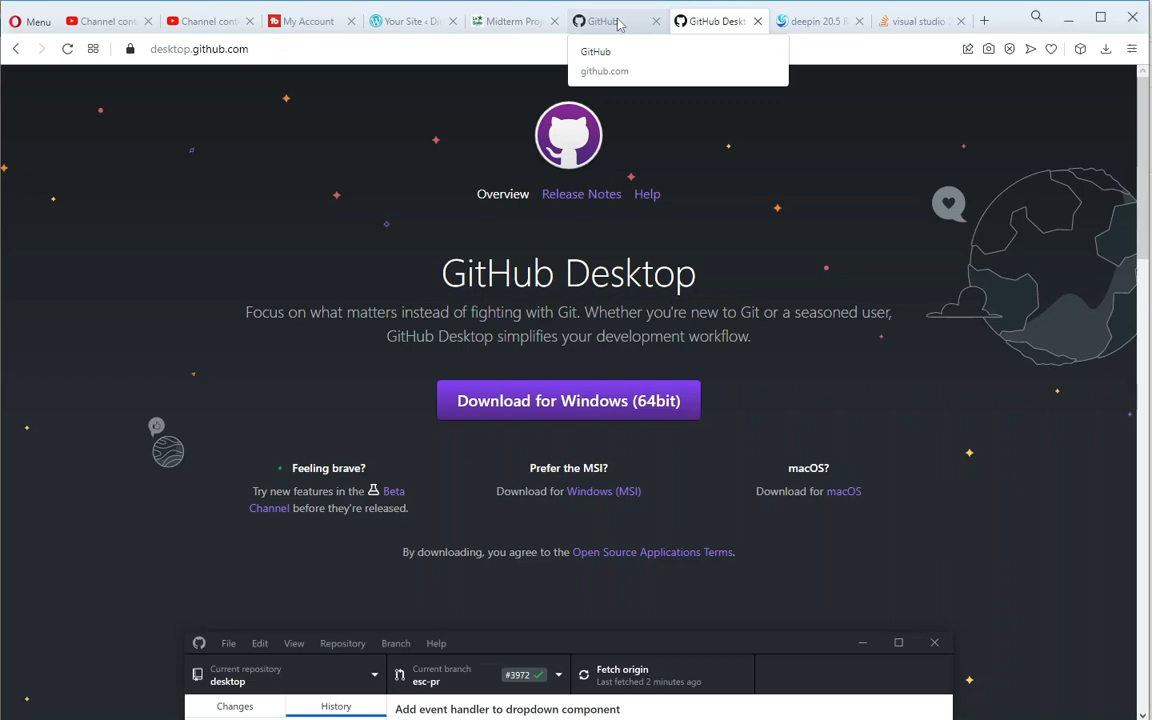 Menu Channel cont Channel cont My Account Your Site ‹ Di Midterm Proj GitHub GitHub Deskt deepin 20.5 R visual studio
desktop.github.com
GitHub
github.com
Overview Release Notes Help
GitHub Desktop
Focus on what matters instead of fighting with Git. Whether you're new to Git or a seasoned user,
GitHub Desktop simplifies your development workflow.
Download for Windows (64bit)
Feeling brave?
Try new features in the Beta
Channel before they're released.
Prefer the MSI?
Download for Windows (MSI)
macOS?
Download for macOS
By downloading, you agree to the Open Source Applications Terms.
File Edit View Repository Branch Help
Current repository
desktop
Current branch
esc-pr
#3972
Fetch origin
Last fetched 2 minutes ago
Changes History Add event handler to dropdown component